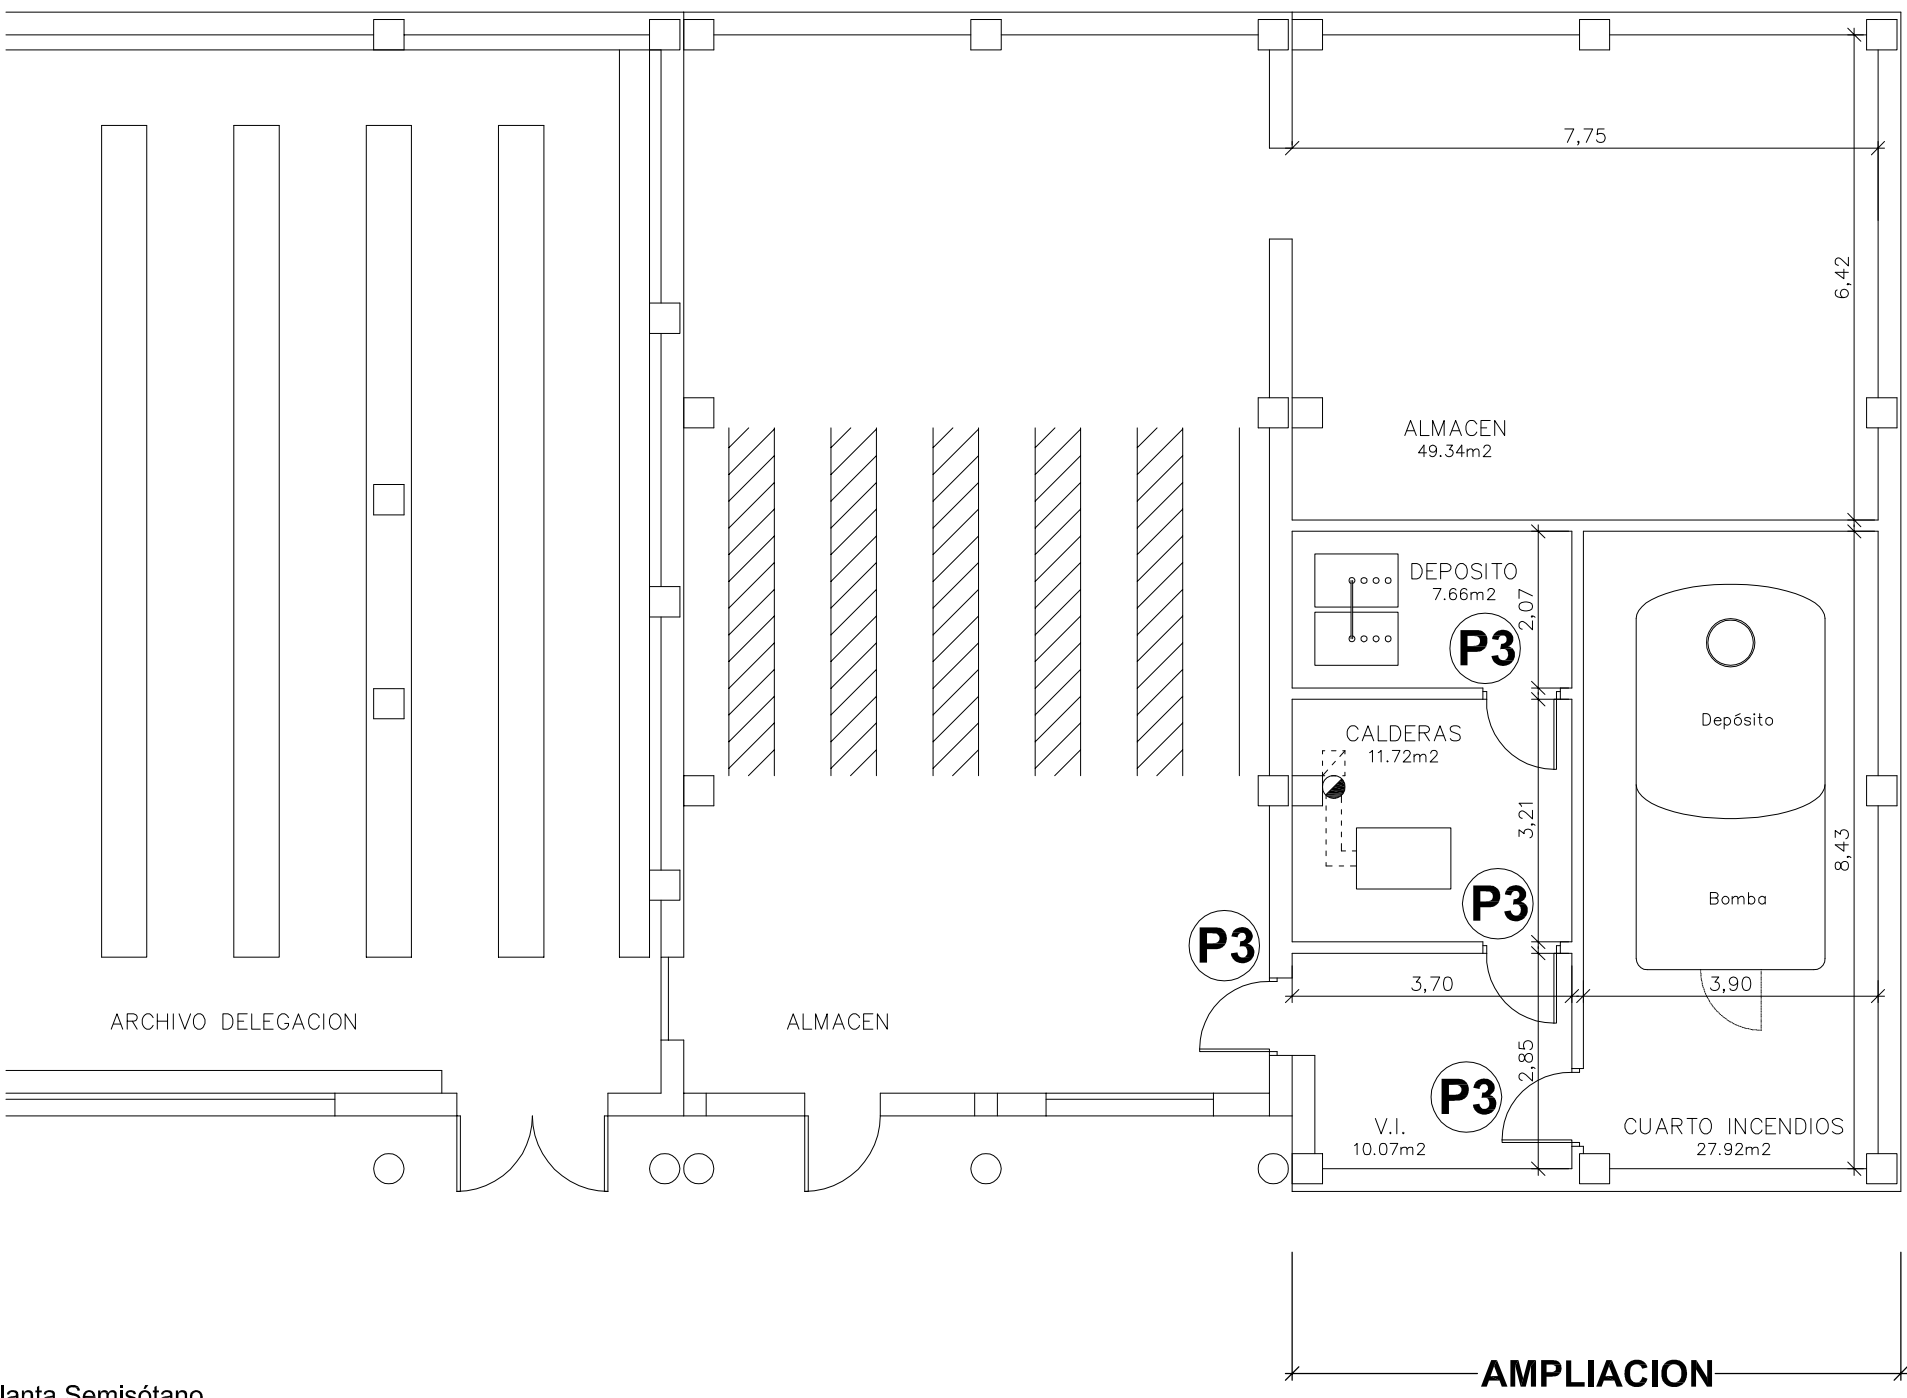 7,75
6,42
ALMACEN
49.34m2
DEPOSITO
7.66m2
2,07
P3
Depósito
CALDERAS
11.72m2
3,21
8,43
Bomba
P3
P3
3,70
3,90
ARCHIVO DELEGACION
ALMACEN
2,85
P3
V.I.
10.07m2
CUARTO INCENDIOS
27.92m2
AMPLIACION
lanta Semisótano